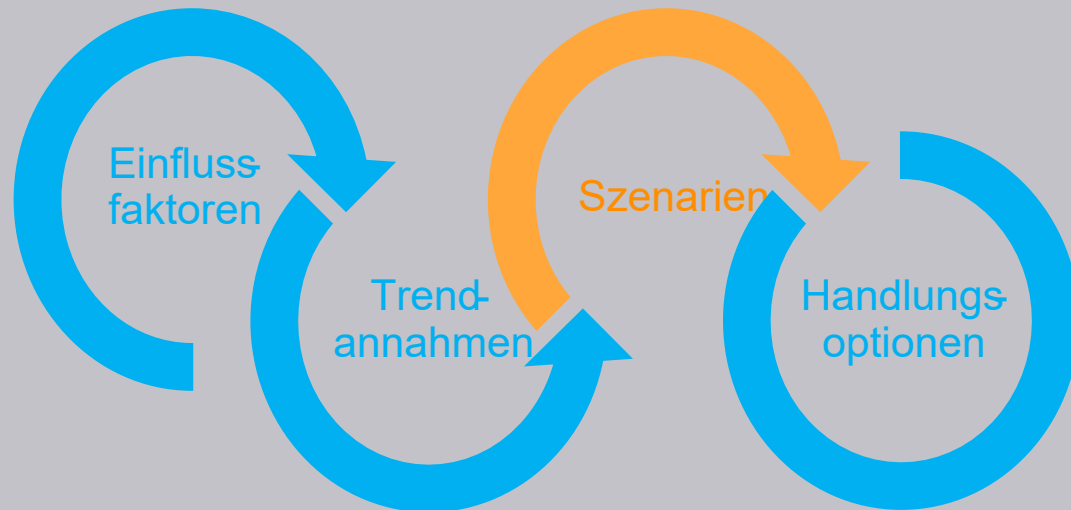 Einfluss-
faktoren
Trend-
annahmen
Szenarien
Handlungs-
optionen